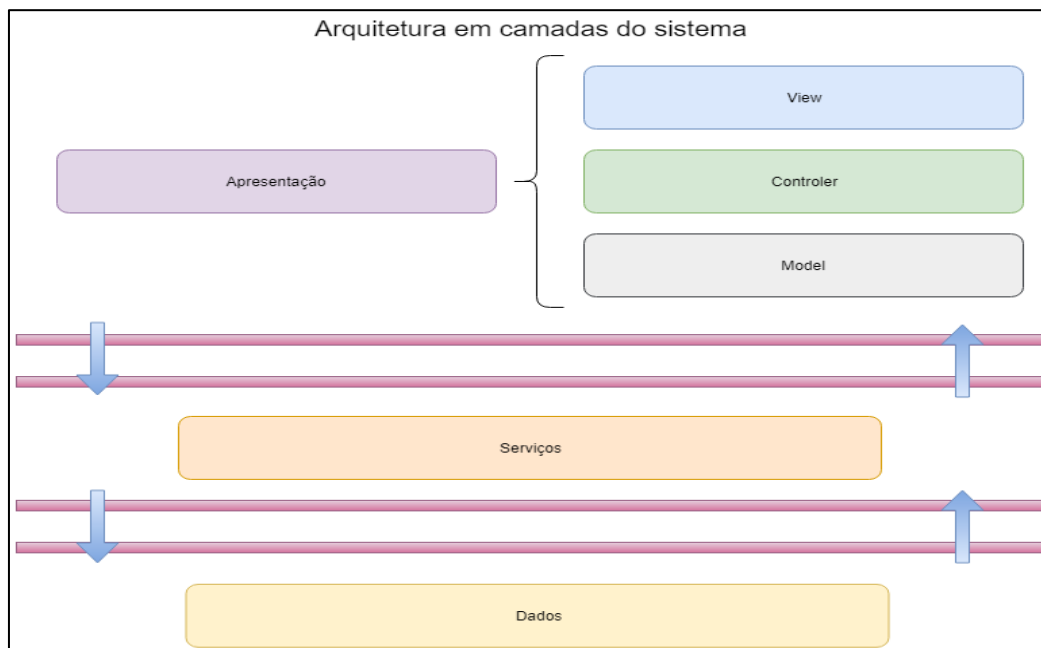 Arquitetura em camadas do sistema
View
Apresentação
Controler
Model
Serviços
Dados